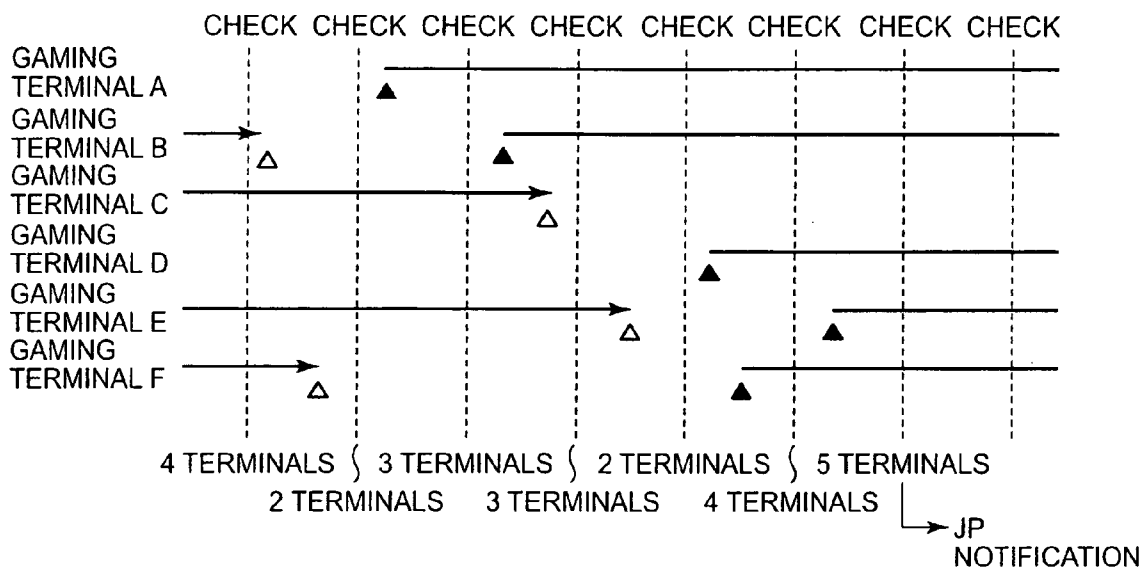 CHECK CHECK CHECK CHECK CHECK CHECK CHECK CHECK
GAMING
TERMINAL A
GAMING
TERMINAL B
GAMING
TERMINAL C
GAMING
TERMINAL D
GAMING
TERMINAL E
GAMING
TERMINAL F
4 TERMINALS 3 TERMINALS 2 TERMINALS 5 TERMINALS
2 TERMINALS 3 TERMINALS 4 TERMINALS
JP
NOTIFICATION